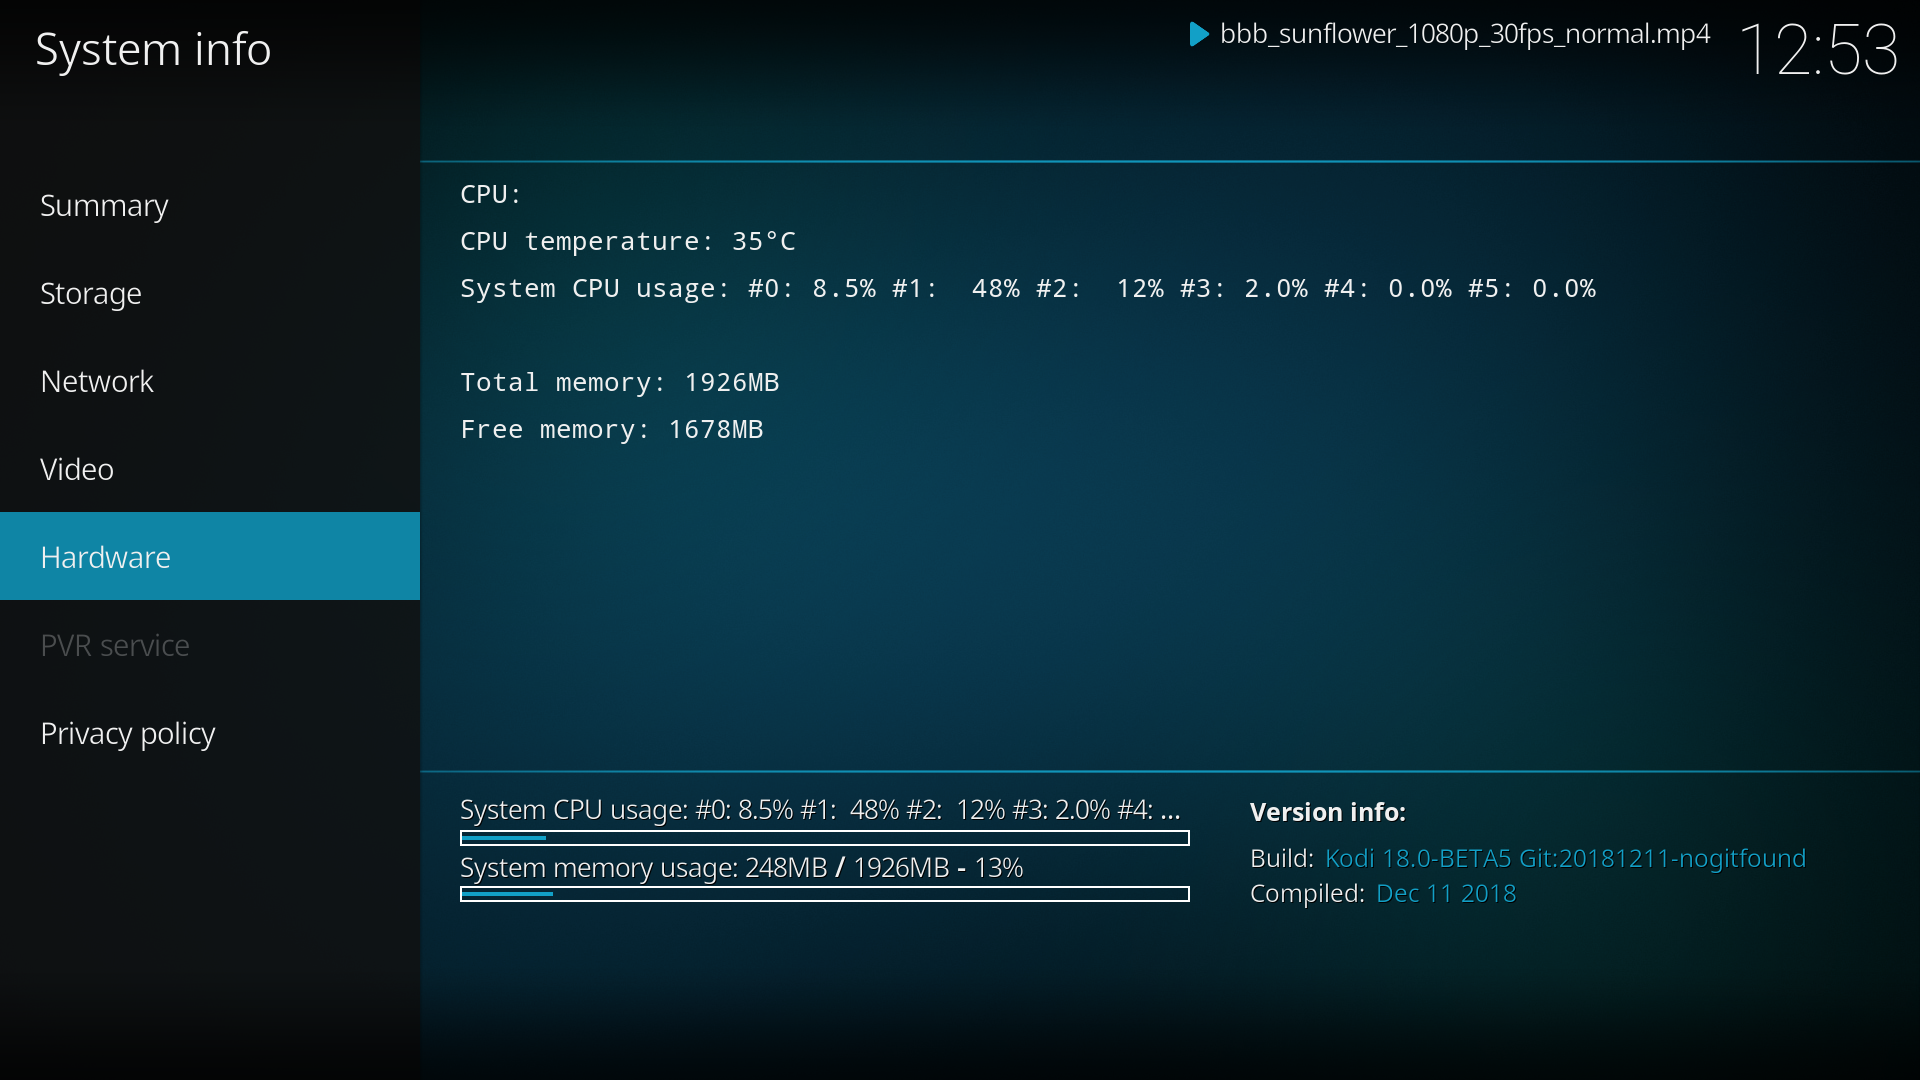 System info
bbb_sunflower_1080p_30fps_normal.mp4
12:53
Summary
Storage
Network
Video
Hardware
PVR service
Privacy policy
CPU:
CPU temperature: 35°C
System CPU usage: #0: 8.5% #1:  48% #2:  12% #3: 2.0% #4: 0.0% #5: 0.0%
Total memory: 1926MB
Free memory: 1678MB
System CPU usage: #0: 8.5% #1:  48% #2:  12% #3: 2.0% #4: ...
System memory usage: 248MB / 1926MB - 13%
Version info:
Build: Kodi 18.0-BETA5 Git:20181211-nogitfound
Compiled: Dec 11 2018